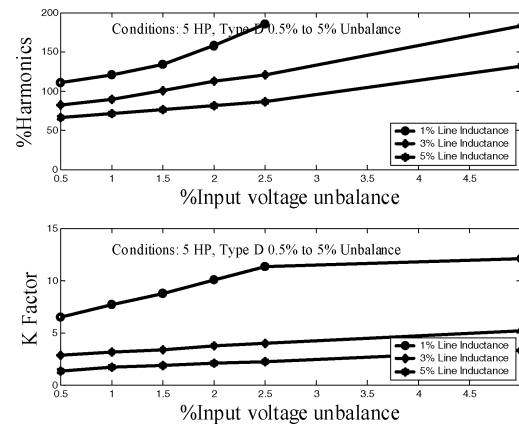 200
Conditions: 5 HP, Type D 0.5% to 5% Unbalance
150
100
50
0
%Harmonics
1% Line Inductance
3% Line Inductance
5% Line Inductance
0.5 1 1.5 2 2.5 3 3.5 4 4.5
%Input voltage unbalance
15
Conditions: 5 HP, Type D 0.5% to 5% Unbalance
10
5
0
K Factor
1% Line Inductance
3% Line Inductance
5% Line Inductance
0.5 1 1.5 2 2.5 3 3.5 4 4.5
%Input voltage unbalance